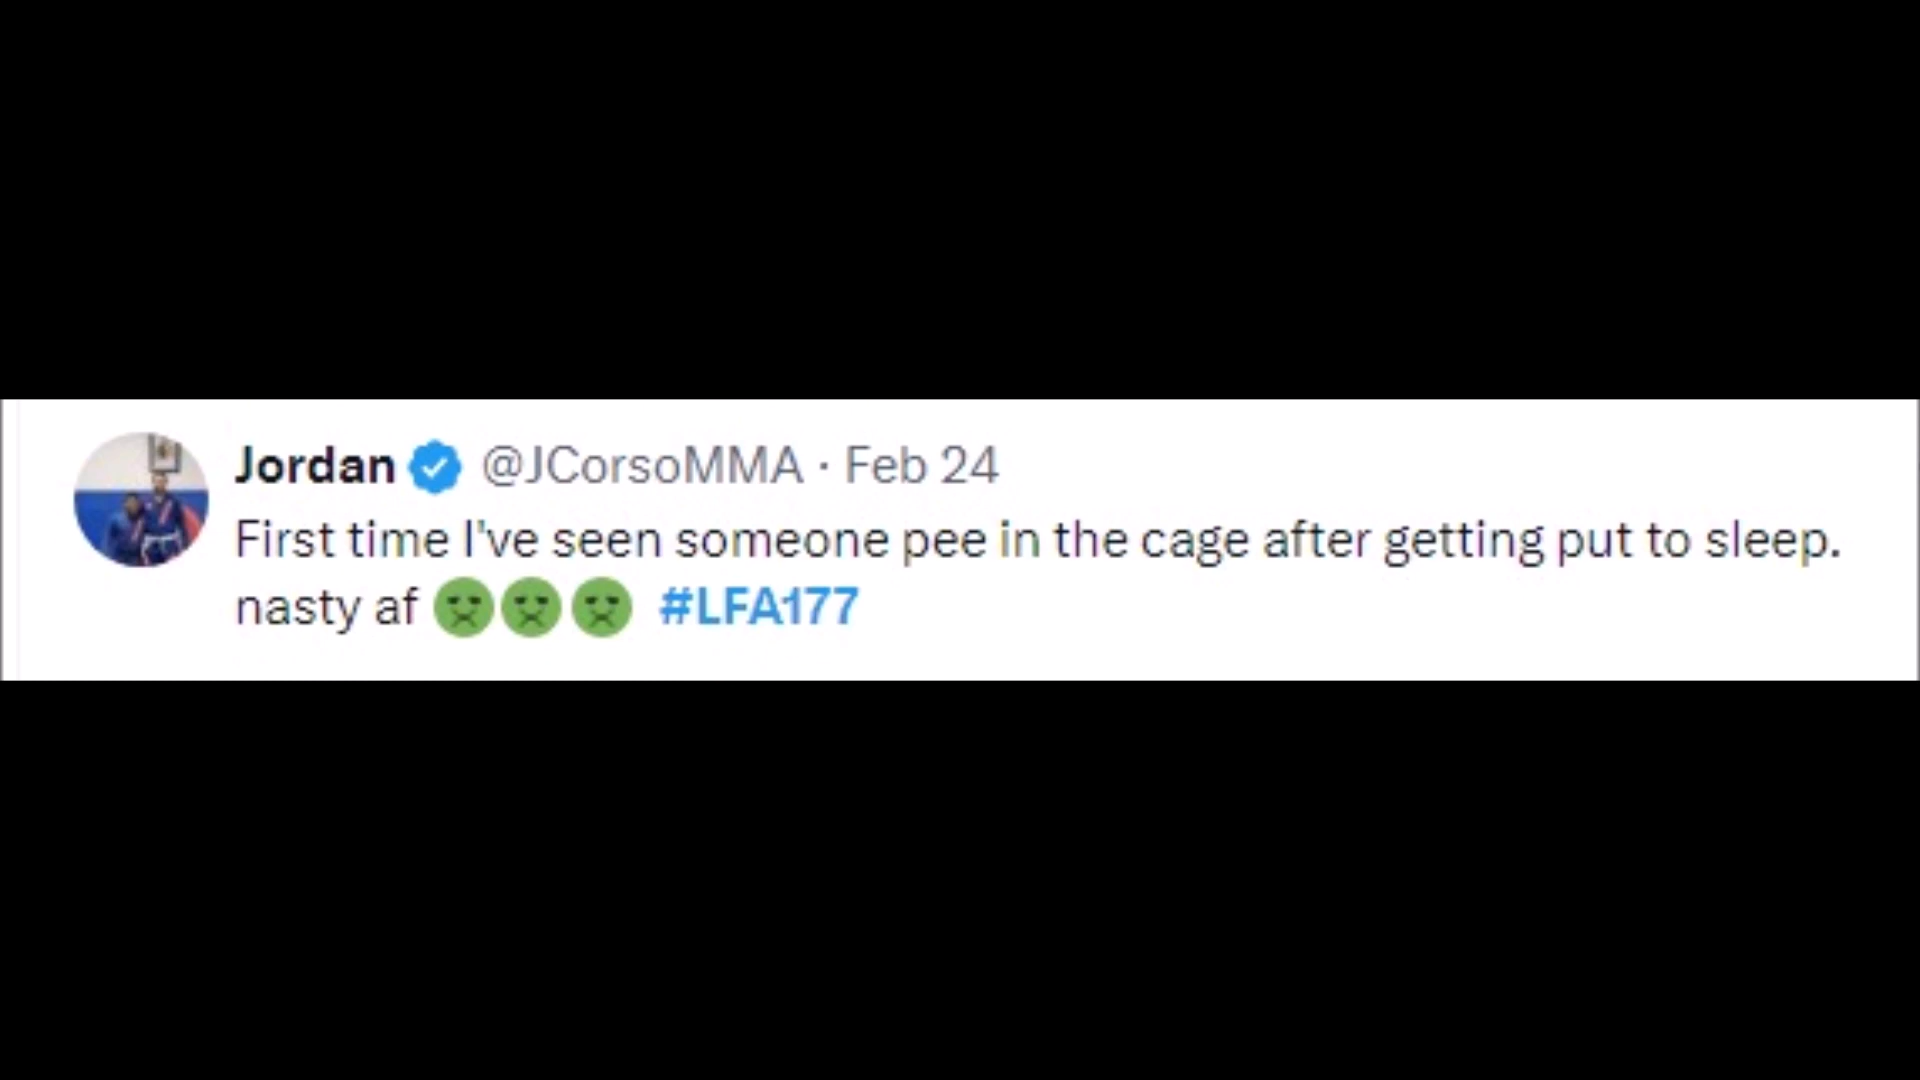 Jordan @JCorsoMMA · Feb 24
First time I've seen someone pee in the cage after getting put to sleep.
nasty af 🤢🤢🤢 #LFA177